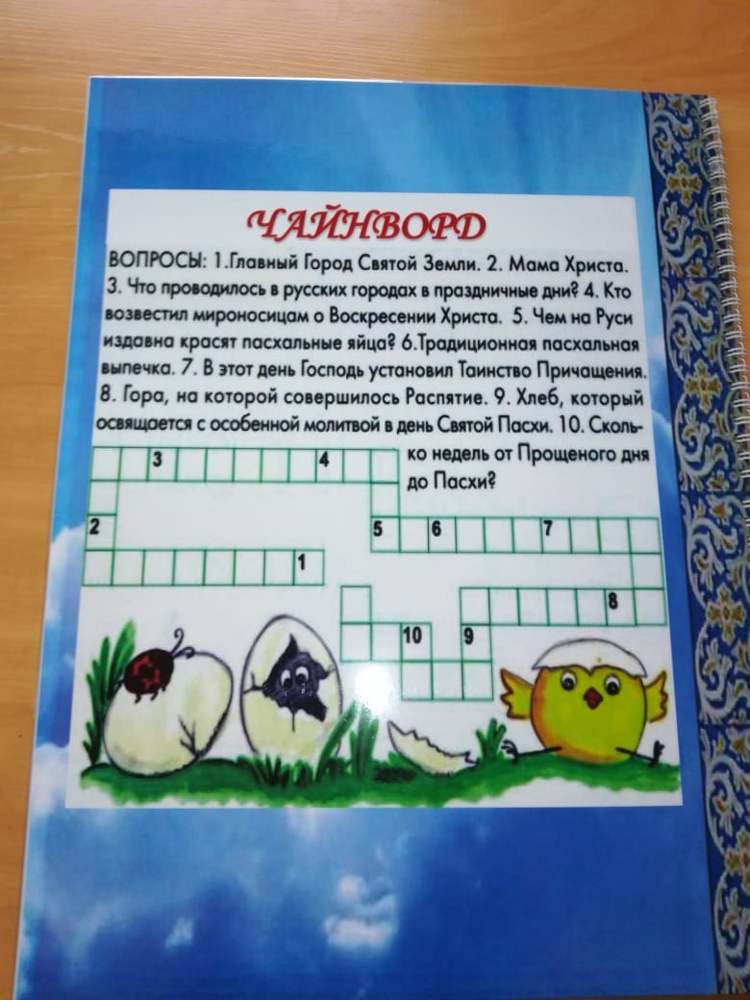 ЧАЙНВОРД
ВОПРОСЫ: 1.Главный Город Святой Земли. 2. Мама Христа.
3. Что проводилось в русских городах в праздничные дни? 4. Кто
возвестил мироносицам о Воскресении Христа. 5. Чем на Руси
издавна красят пасхальные яйца? 6.Традиционная пасхальная
выпечка. 7. В этот день Господь установил Таинство Причащения.
8. Гора, на которой совершилось Распятие. 9. Хлеб, который
освящается с особенной молитвой в день Святой Пасхи. 10. Сколь-
ко недель от Прощеного дня
до Пасхи?
3 4
2 5 6 7
1
8
10 9